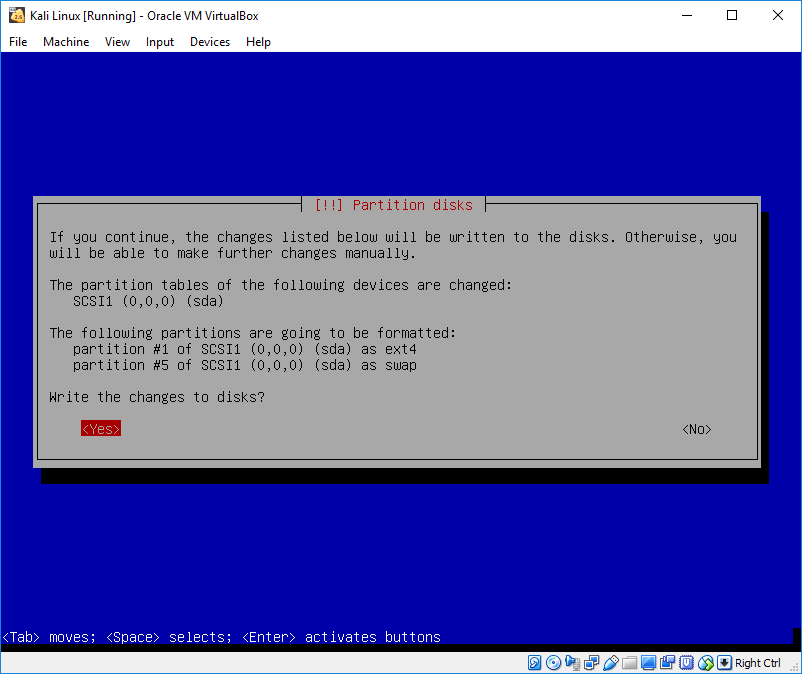 Kali Linux [Running] - Oracle VM VirtualBox
File Machine View Input Devices Help
[!!] Partition disks
If you continue, the changes listed below will be written to the disks. Otherwise, you
will be able to make further changes manually.
The partition tables of the following devices are changed:
SCSI1 (0,0,0) (sda)
The following partitions are going to be formatted:
partition #1 of SCSI1 (0,0,0) (sda) as ext4
partition #5 of SCSI1 (0,0,0) (sda) as swap
Write the changes to disks?
<Yes> <No>
<Tab> moves; <Space> selects; <Enter> activates buttons
Right Ctrl